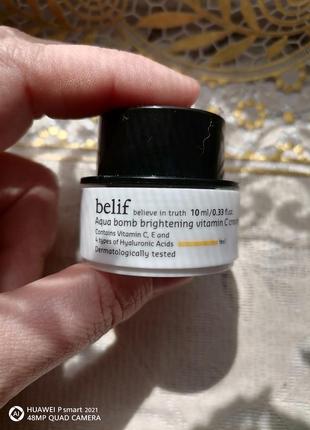 belif believe in truth 10 ml/0.33 fl.oz.
Aqua bomb brightening vitamin C cream
Contains Vitamin C, E and
4 types of Hyaluronic Acids
Dermatologically tested
HUAWEI P smart 2021
48MP QUAD CAMERA